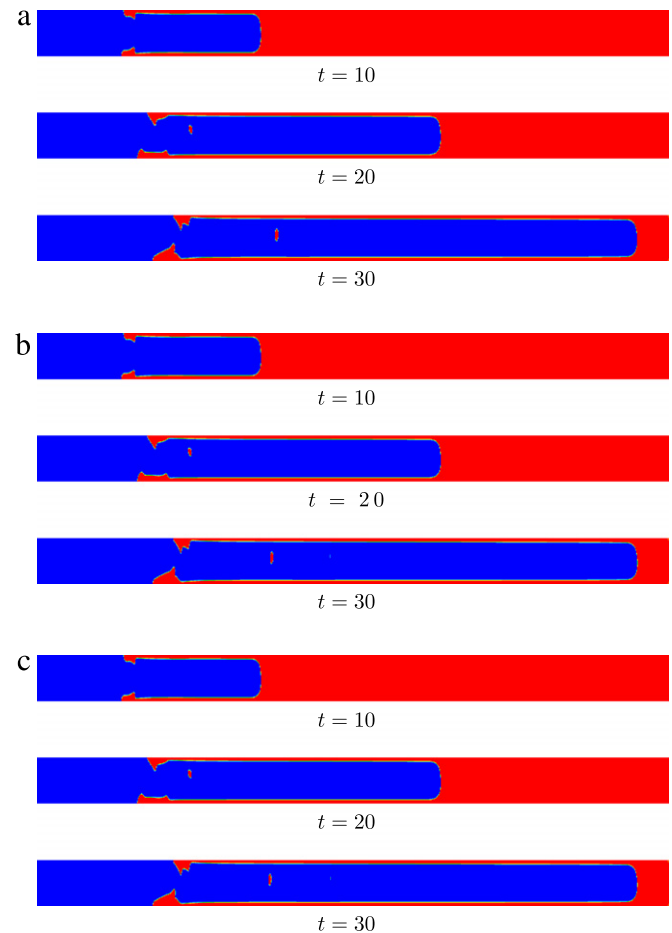 a
t = 10
t = 20
t = 30
b
t = 10
t = 20
t = 30
c
t = 10
t = 20
t = 30